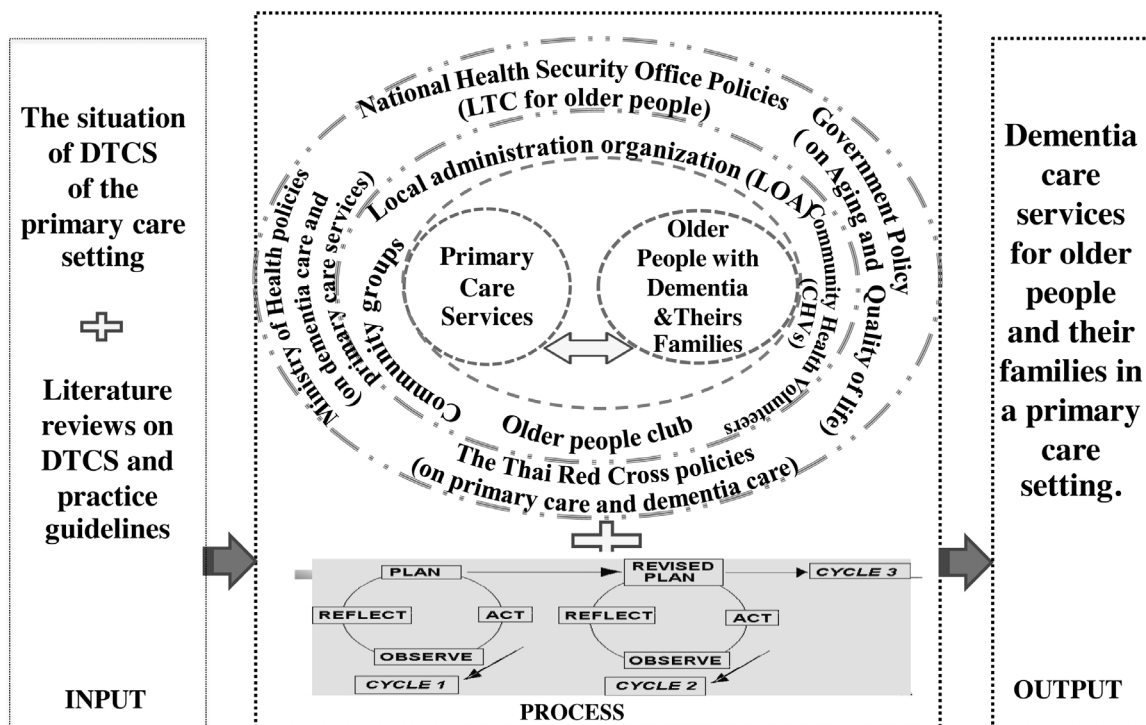 The situation
of DTCS
of the
primary care
setting
Literature
reviews on
DTCS and
practice
guidelines
INPUT
National Health Security Office Policies
(LTC for older people)
Government Policy
( on Aging and Quality of life)
Ministry of Health policies
(on dementia care and
primary care services)
The Thai Red Cross policies
(on primary care and dementia care)
Local administration organization (LOA)
Community Health Volunteers
(CHVs)
Community groups
Older people club
Primary
Care
Services
Older
People with
Dementia
&Theirs
Families
PLAN
REFLECT
ACT
OBSERVE
CYCLE 1
REVISED
PLAN
REFLECT
ACT
OBSERVE
CYCLE 2
CYCLE 3
PROCESS
Dementia
care
services
for older
people
and their
families in
a primary
care
setting.
OUTPUT